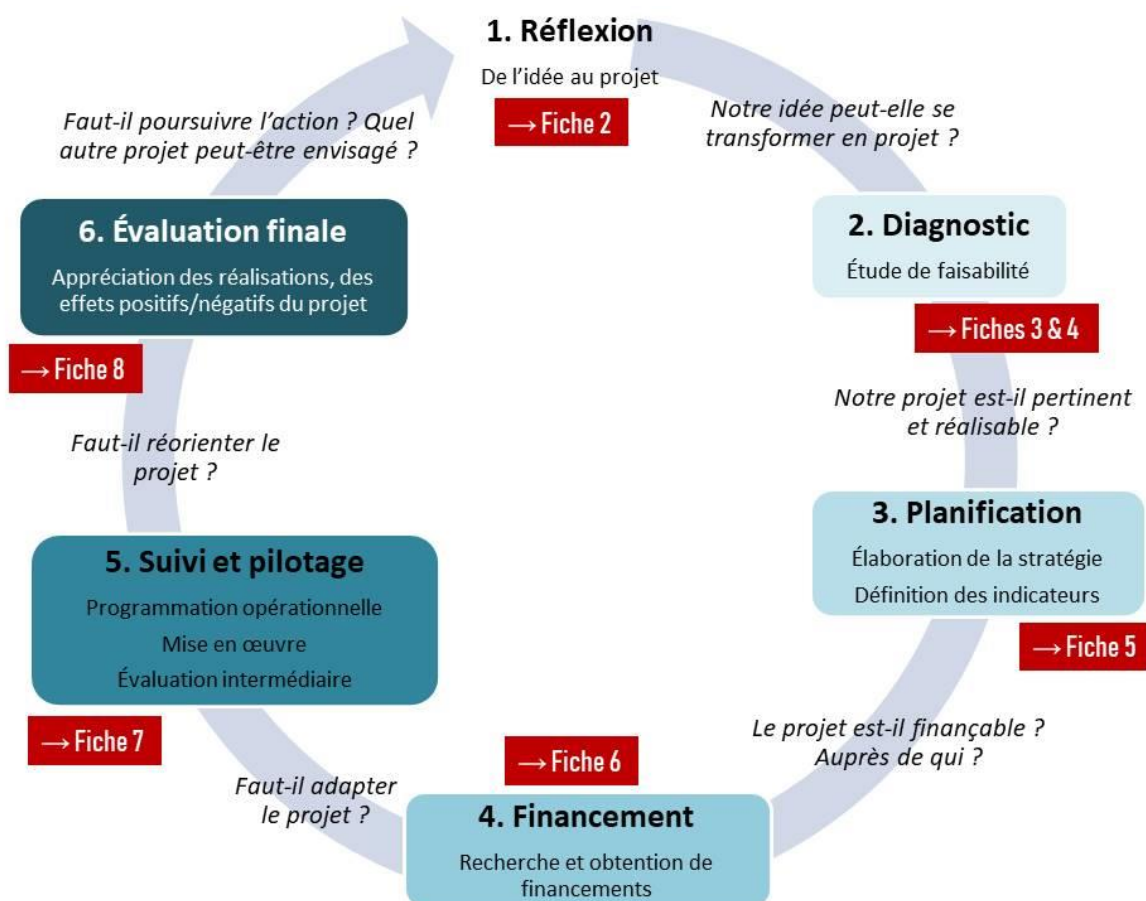 1. Réflexion
De l'idée au projet
→ Fiche 2
Notre idée peut-elle se
transformer en projet ?
2. Diagnostic
Étude de faisabilité
→ Fiches 3 & 4
Notre projet est-il pertinent
et réalisable ?
3. Planification
Élaboration de la stratégie
Définition des indicateurs
→ Fiche 5
Le projet est-il finançable ?
Auprès de qui ?
→ Fiche 6
4. Financement
Recherche et obtention de
financements
Faut-il adapter
le projet ?
5. Suivi et pilotage
Programmation opérationnelle
Mise en œuvre
Évaluation intermédiaire
→ Fiche 7
Faut-il réorienter le
projet ?
6. Évaluation finale
Appréciation des réalisations, des
effets positifs/négatifs du projet
→ Fiche 8
Faut-il poursuivre l'action ? Quel
autre projet peut-être envisagé ?